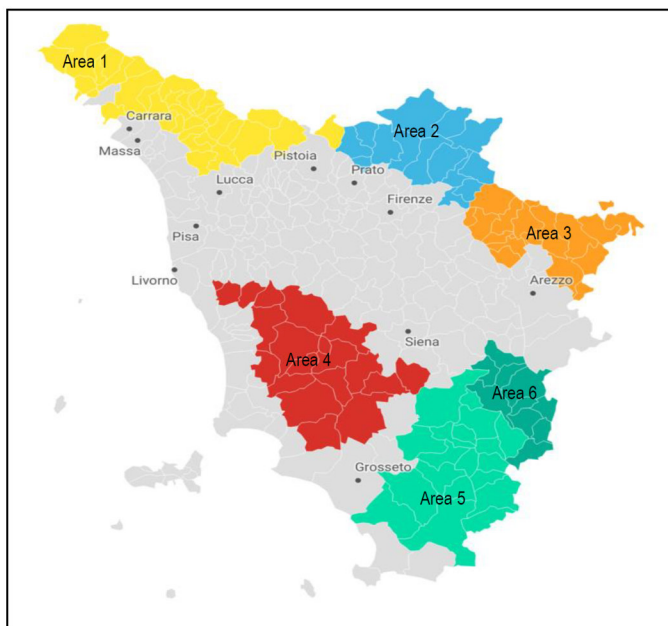 Area 1
Carrara
Massa
Area 2
Pistoia
Prato
Lucca
Firenze
Pisa
Area 3
Livorno
Arezzo
Siena
Area 4
Area 6
Grosseto
Area 5